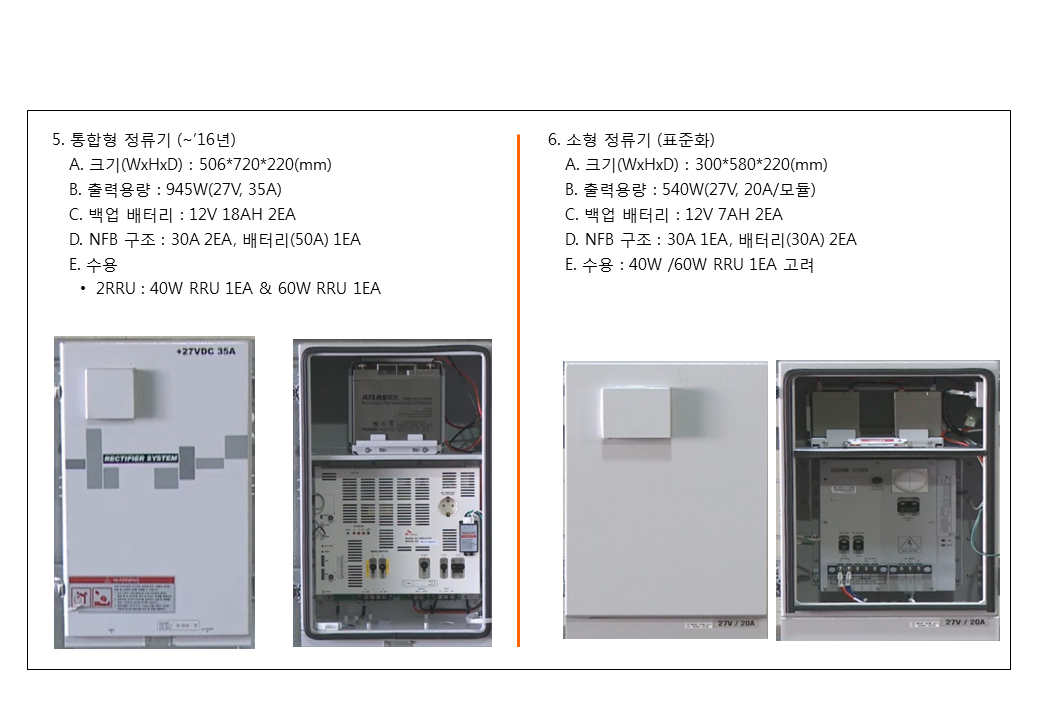 5. 통합형 정류기 (~’16년)
A. 크기(WxHxD) : 506*720*220(mm)
B. 출력용량 : 945W(27V, 35A)
C. 백업 배터리 : 12V 18AH 2EA
D. NFB 구조 : 30A 2EA, 배터리(50A) 1EA
E. 수용
• 2RRU : 40W RRU 1EA & 60W RRU 1EA
+27VDC 35A
RECTIFIER SYSTEM
WARNING
ATLASBX
6. 소형 정류기 (표준화)
A. 크기(WxHxD) : 300*580*220(mm)
B. 출력용량 : 540W(27V, 20A/모듈)
C. 백업 배터리 : 12V 7AH 2EA
D. NFB 구조 : 30A 1EA, 배터리(30A) 2EA
E. 수용 : 40W /60W RRU 1EA 고려
27V / 20A
27V / 20A